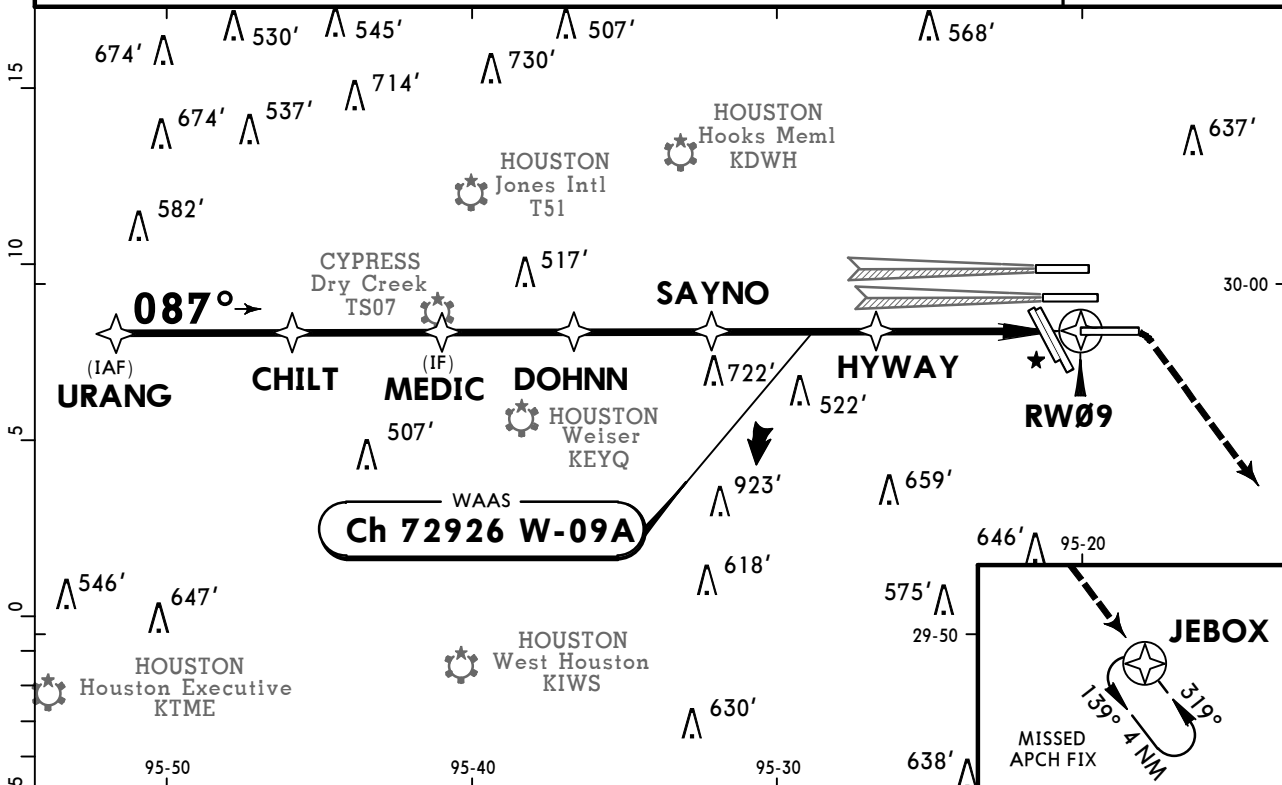 530'
545'
507'
568'
674'
730'
15
714'
674'
537'
HOUSTON
Hooks Meml
KDWH
637'
HOUSTON
Jones Intl
T51
582'
10
CYPRESS
Dry Creek
TS07
517'
30-00
087°
SAYNO
(IAF)
URANG
CHILT
(IF)
MEDIC
DOHNN
722'
HYWAY
522'
RWØ9
HOUSTON
Weiser
KEYQ
507'
5
923'
659'
WAAS
Ch 72926 W-09A
646'
95-20
618'
546'
647'
0
575'
29-50
JEBOX
HOUSTON
West Houston
KIWS
HOUSTON
Houston Executive
KTME
630'
139° 4 NM
319°
MISSED
APCH FIX
638'
95-50
95-40
95-30
5